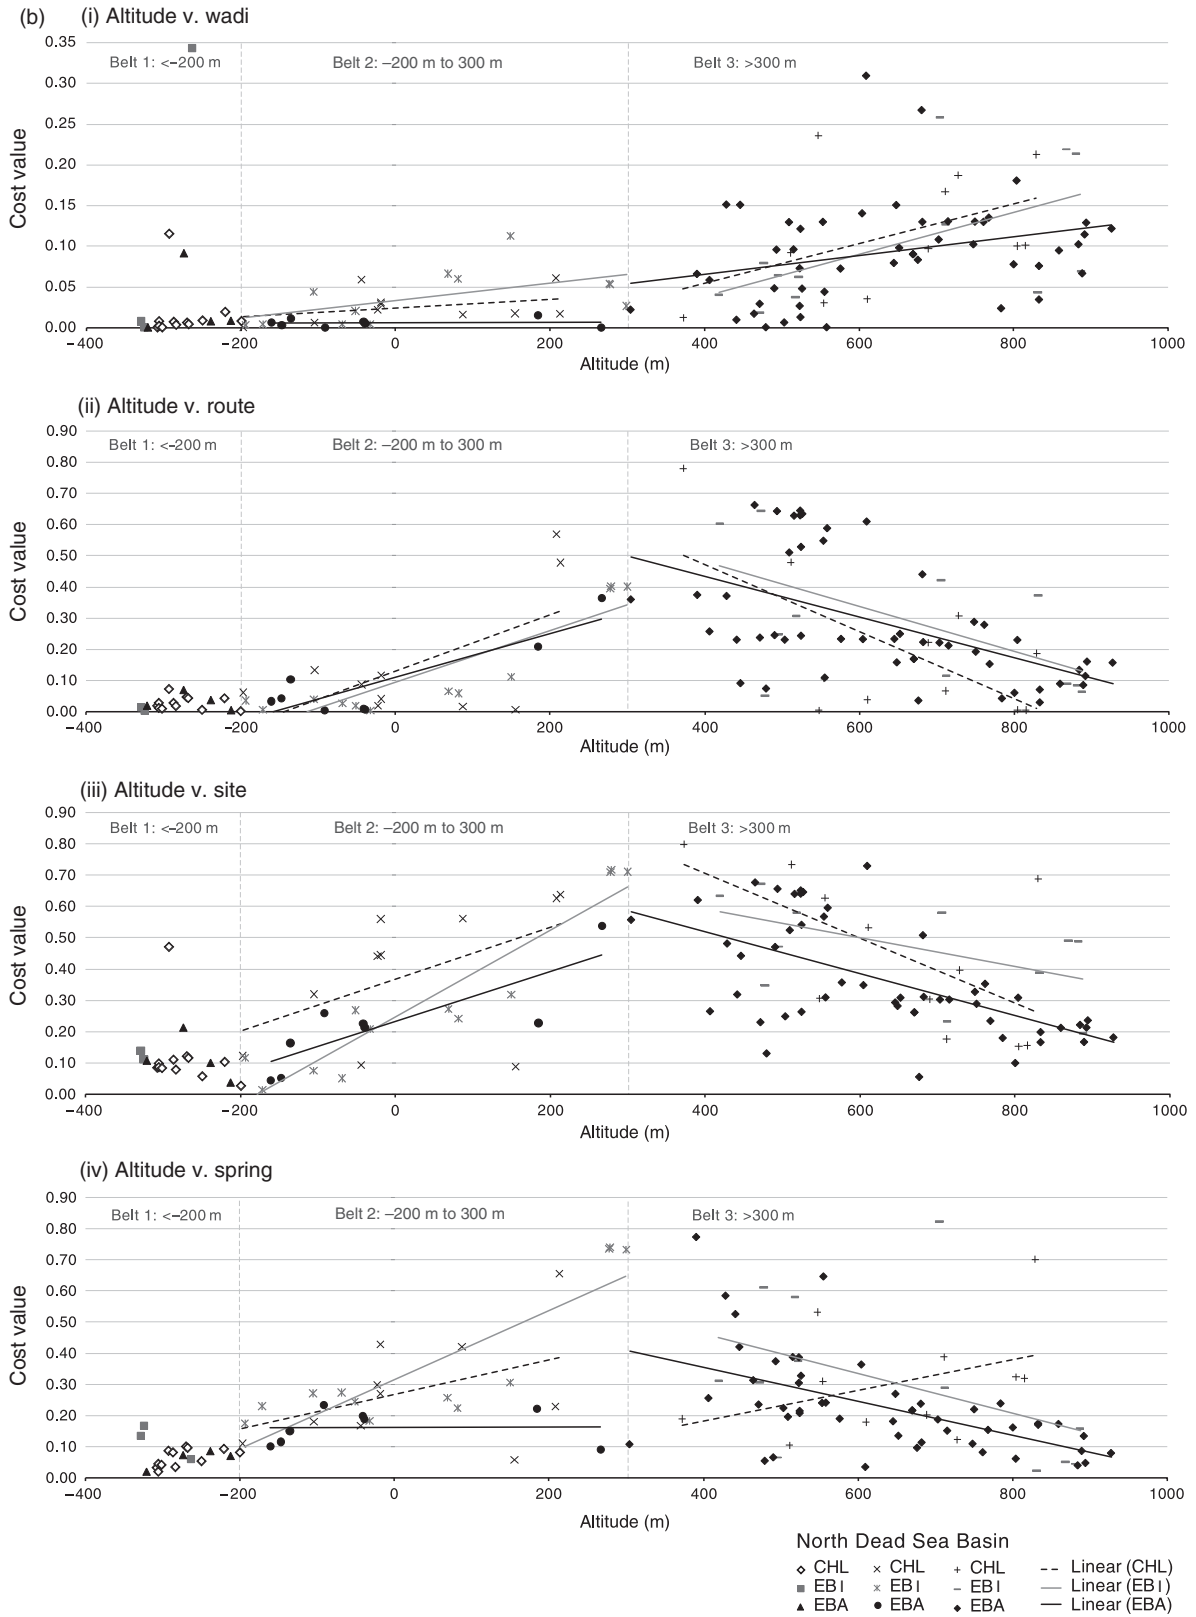 (b)
(i) Altitude v. wadi
Belt 1: <–200 m
Belt 2: –200 m to 300 m
Belt 3: >300 m
Cost value
0.35
0.30
0.25
0.20
0.15
0.10
0.05
0.00
−400
−200
0
200
400
600
800
1000
Altitude (m)
(ii) Altitude v. route
Belt 1: <–200 m
Belt 2: –200 m to 300 m
Belt 3: >300 m
Cost value
0.90
0.80
0.70
0.60
0.50
0.40
0.30
0.20
0.10
0.00
−400
−200
0
200
400
600
800
1000
Altitude (m)
(iii) Altitude v. site
Belt 1: <–200 m
Belt 2: –200 m to 300 m
Belt 3: >300 m
Cost value
0.90
0.80
0.70
0.60
0.50
0.40
0.30
0.20
0.10
0.00
−400
−200
0
200
400
600
800
1000
Altitude (m)
(iv) Altitude v. spring
Belt 1: <–200 m
Belt 2: –200 m to 300 m
Belt 3: >300 m
Cost value
0.90
0.80
0.70
0.60
0.50
0.40
0.30
0.20
0.10
0.00
−400
−200
0
200
400
600
800
1000
Altitude (m)
North Dead Sea Basin
CHL CHL CHL Linear (CHL)
EB I EB I EB I Linear (EB I)
EBA EBA EBA Linear (EBA)